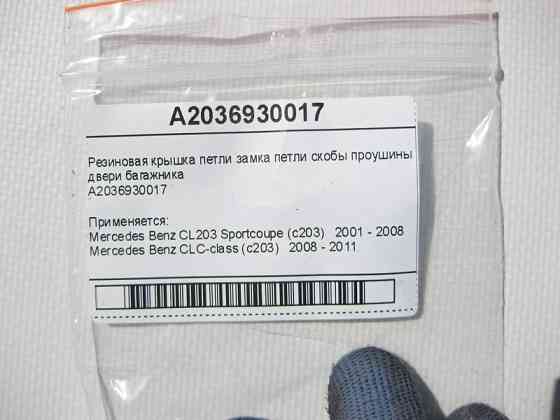 A2036930017
Резиновая крышка петли замка петли скобы проушины
двери багажника
A2036930017
Применяется:
Mercedes Benz CL203 Sportcoupe (c203) 2001 - 2008
Mercedes Benz CLC-class (c203) 2008 - 2011